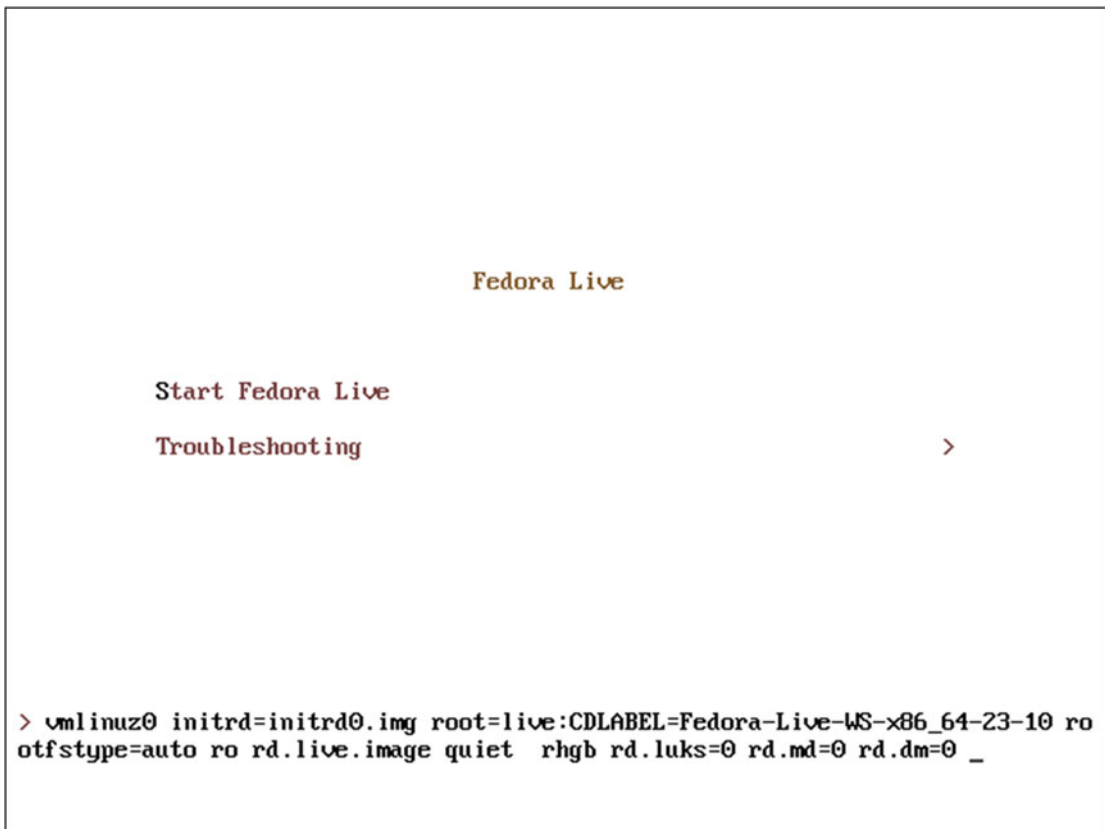 Fedora Live
Start Fedora Live
Troubleshooting >
> vmlinuz0 initrd=initrd0.img root=live:CDLABEL=Fedora-Live-WS-x86_64-23-10 ro
otfstype=auto ro rd.live.image quiet  rhgb rd.luks=0 rd.md=0 rd.dm=0 _